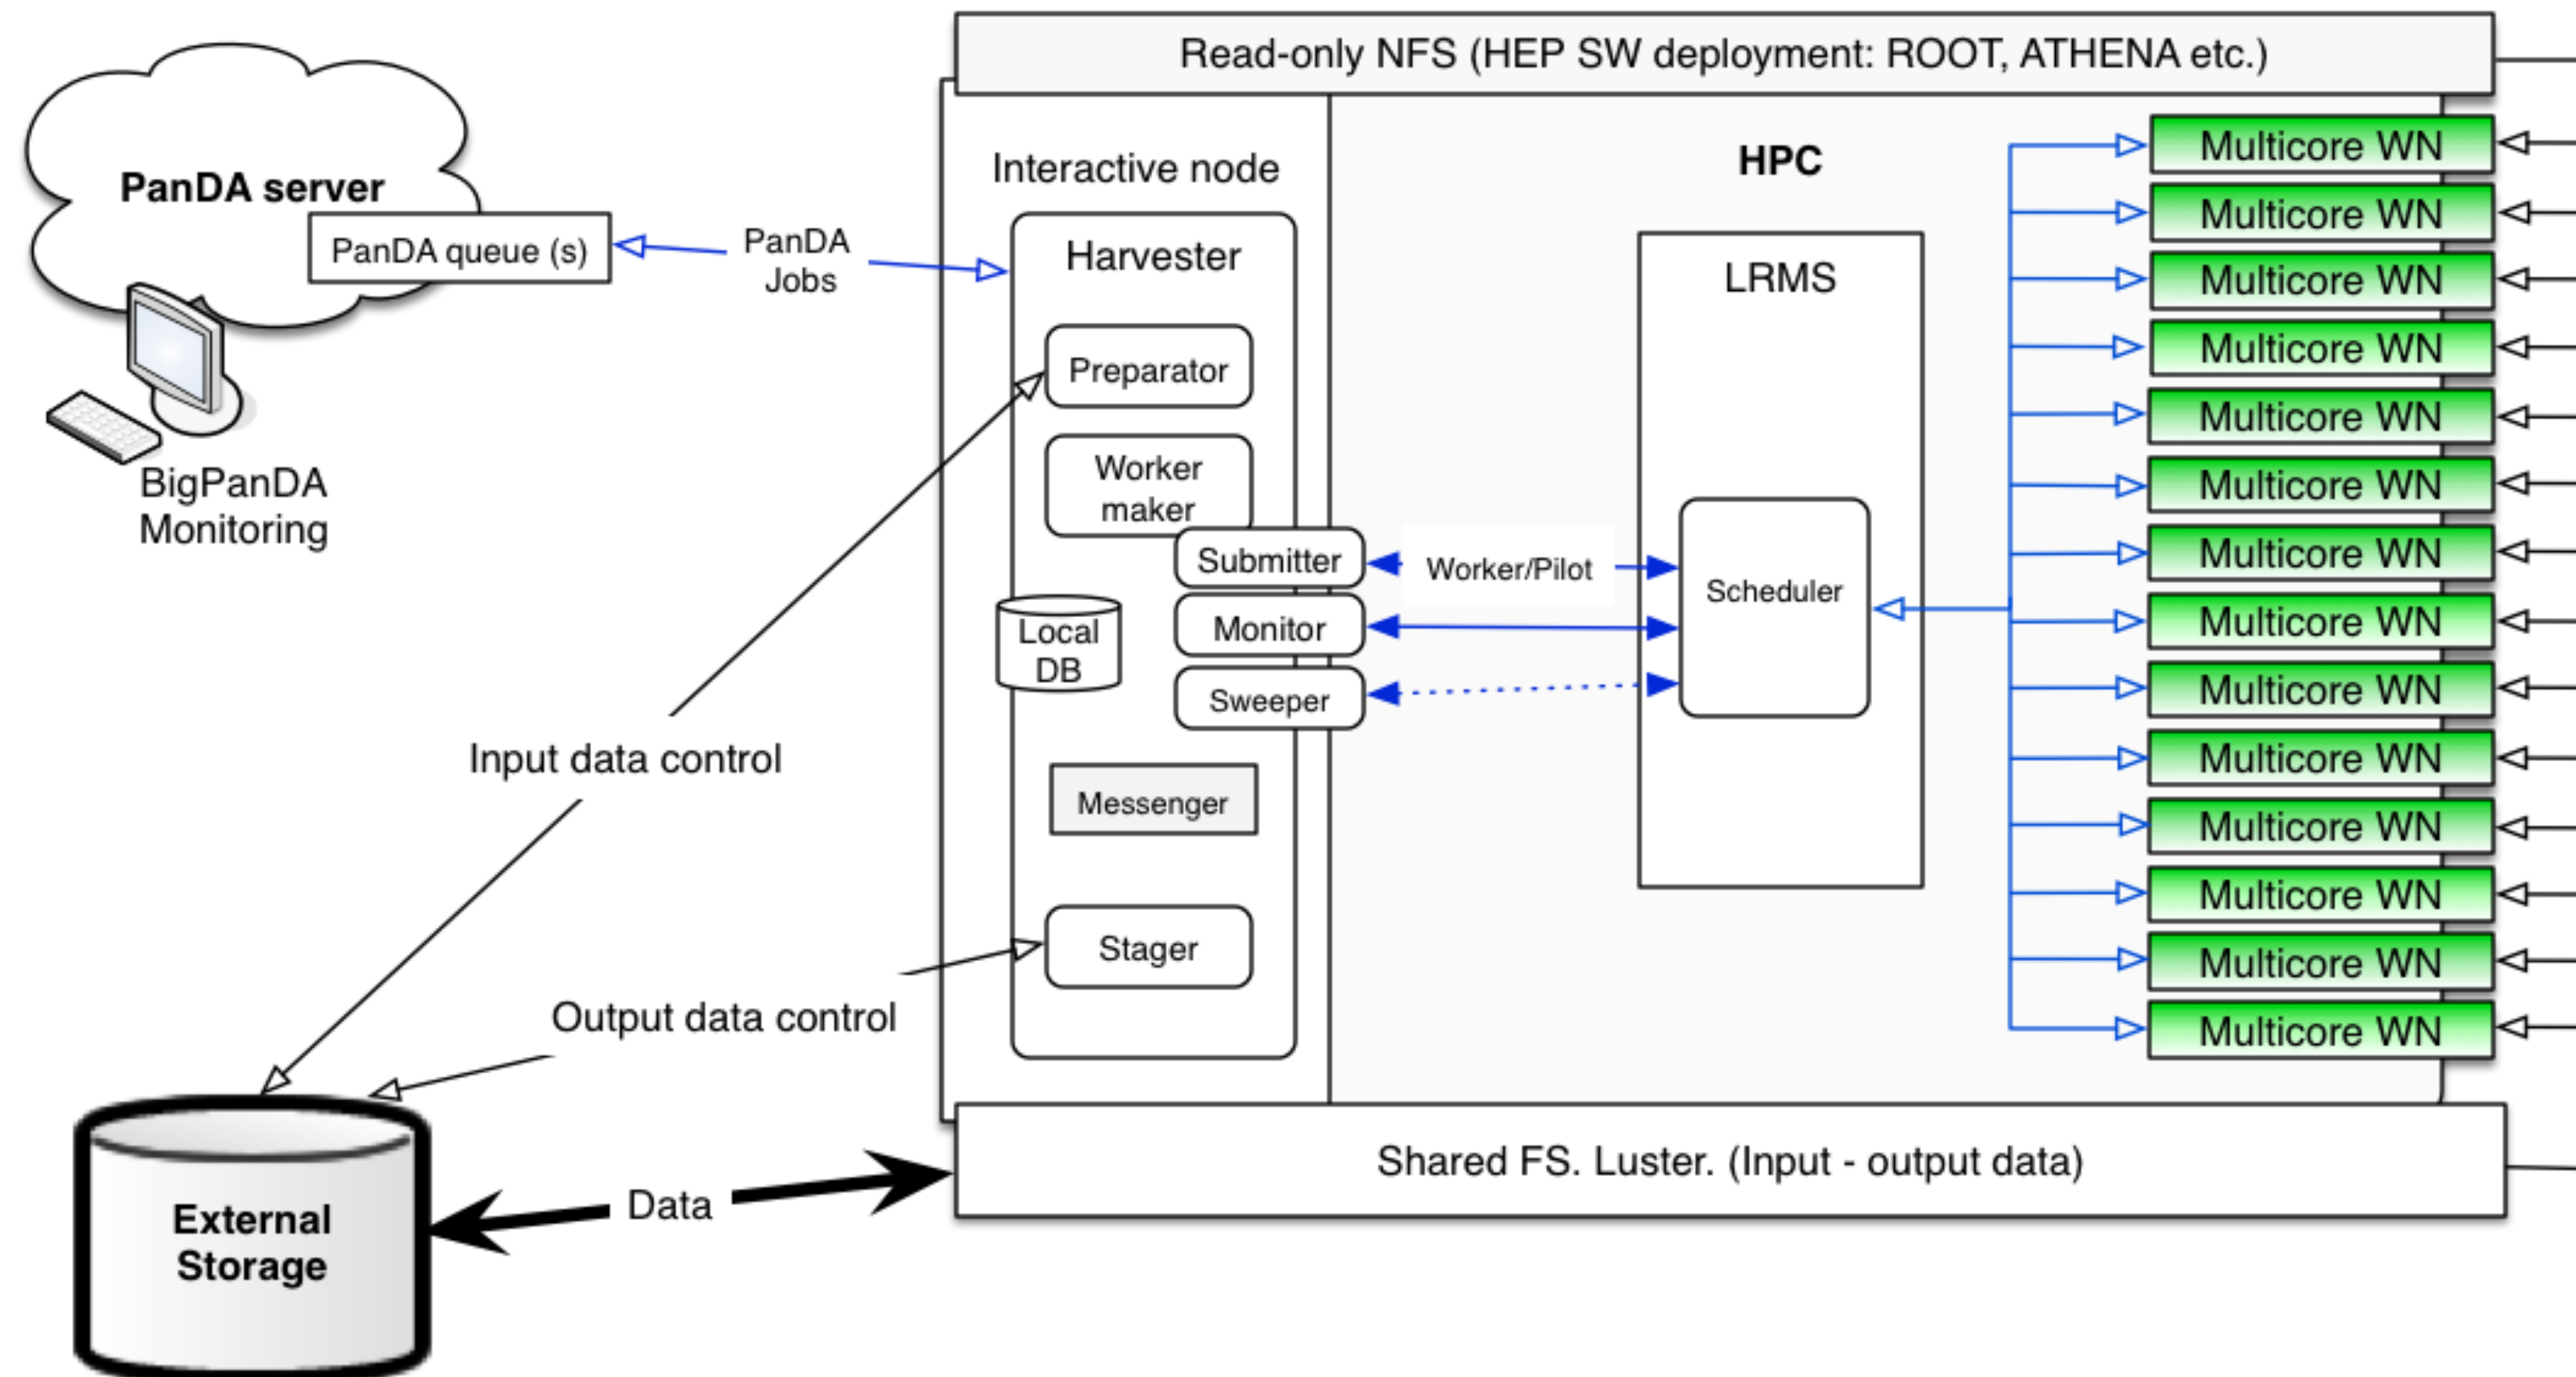 Read-only NFS (HEP SW deployment: ROOT, ATHENA etc.)
PanDA server
PanDA queue (s)
BigPanDA
Monitoring
PanDA
Jobs
Interactive node
Harvester
Preparator
Worker
maker
Submitter
Monitor
Sweeper
Local
DB
Messenger
Stager
Worker/Pilot
HPC
LRMS
Scheduler
Multicore WN
Multicore WN
Multicore WN
Multicore WN
Multicore WN
Multicore WN
Multicore WN
Multicore WN
Multicore WN
Multicore WN
Multicore WN
Multicore WN
Multicore WN
Multicore WN
Input data control
Output data control
External
Storage
Data
Shared FS. Luster. (Input - output data)